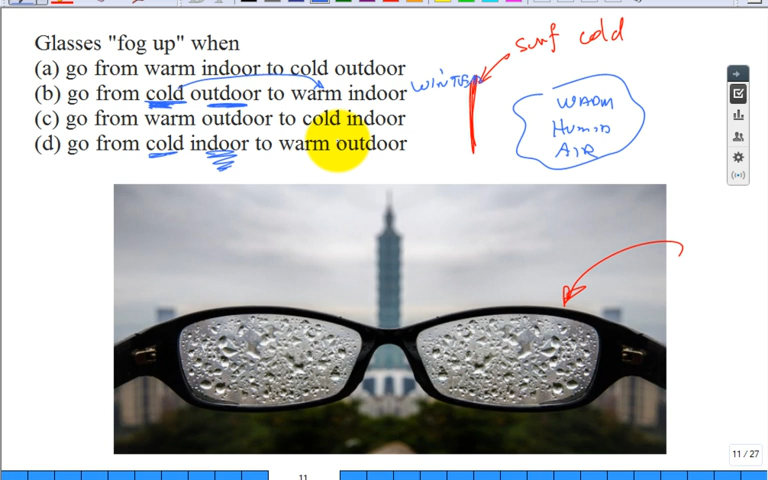 Glasses "fog up" when
(a) go from warm indoor to cold outdoor
(b) go from cold outdoor to warm indoor
(c) go from warm outdoor to cold indoor
(d) go from cold indoor to warm outdoor
WINTER
surf cold
WARM
HUMID
AIR
11 / 27
11